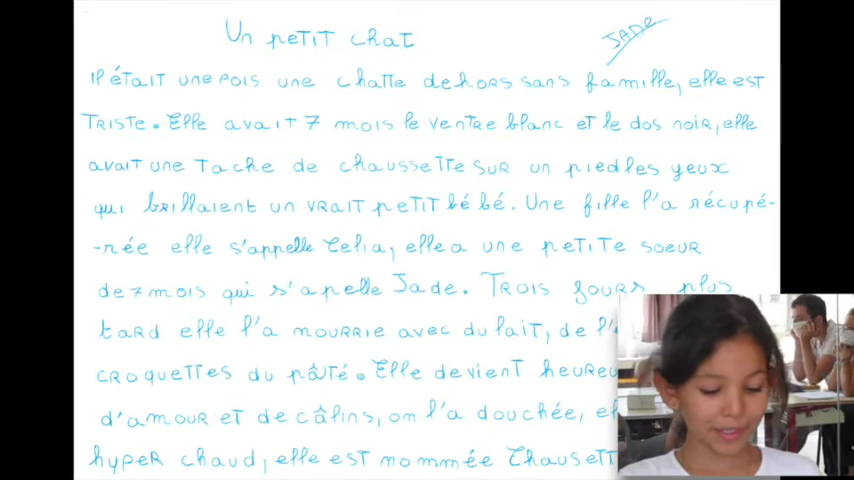 Un petit chat
JADE
Il était une fois une chatte dehors sans famille, elle est
triste. Elle avait 7 mois le ventre blanc et le dos noir, elle
avait une tache de chaussette sur un pied les yeux
qui brillaient un vrait petit bébé. Une fille l'a récupé-
-rée elle s'appelle Celia, elle a une petite soeur
de 7 mois qui s'apelle Jade. Trois jours plus
tard elle l'a nourrie avec du lait, de l'
croquettes du pâté. Elle devient
d'amour et de câlins, on l'a douchée,
hyper chaud, elle est nommée